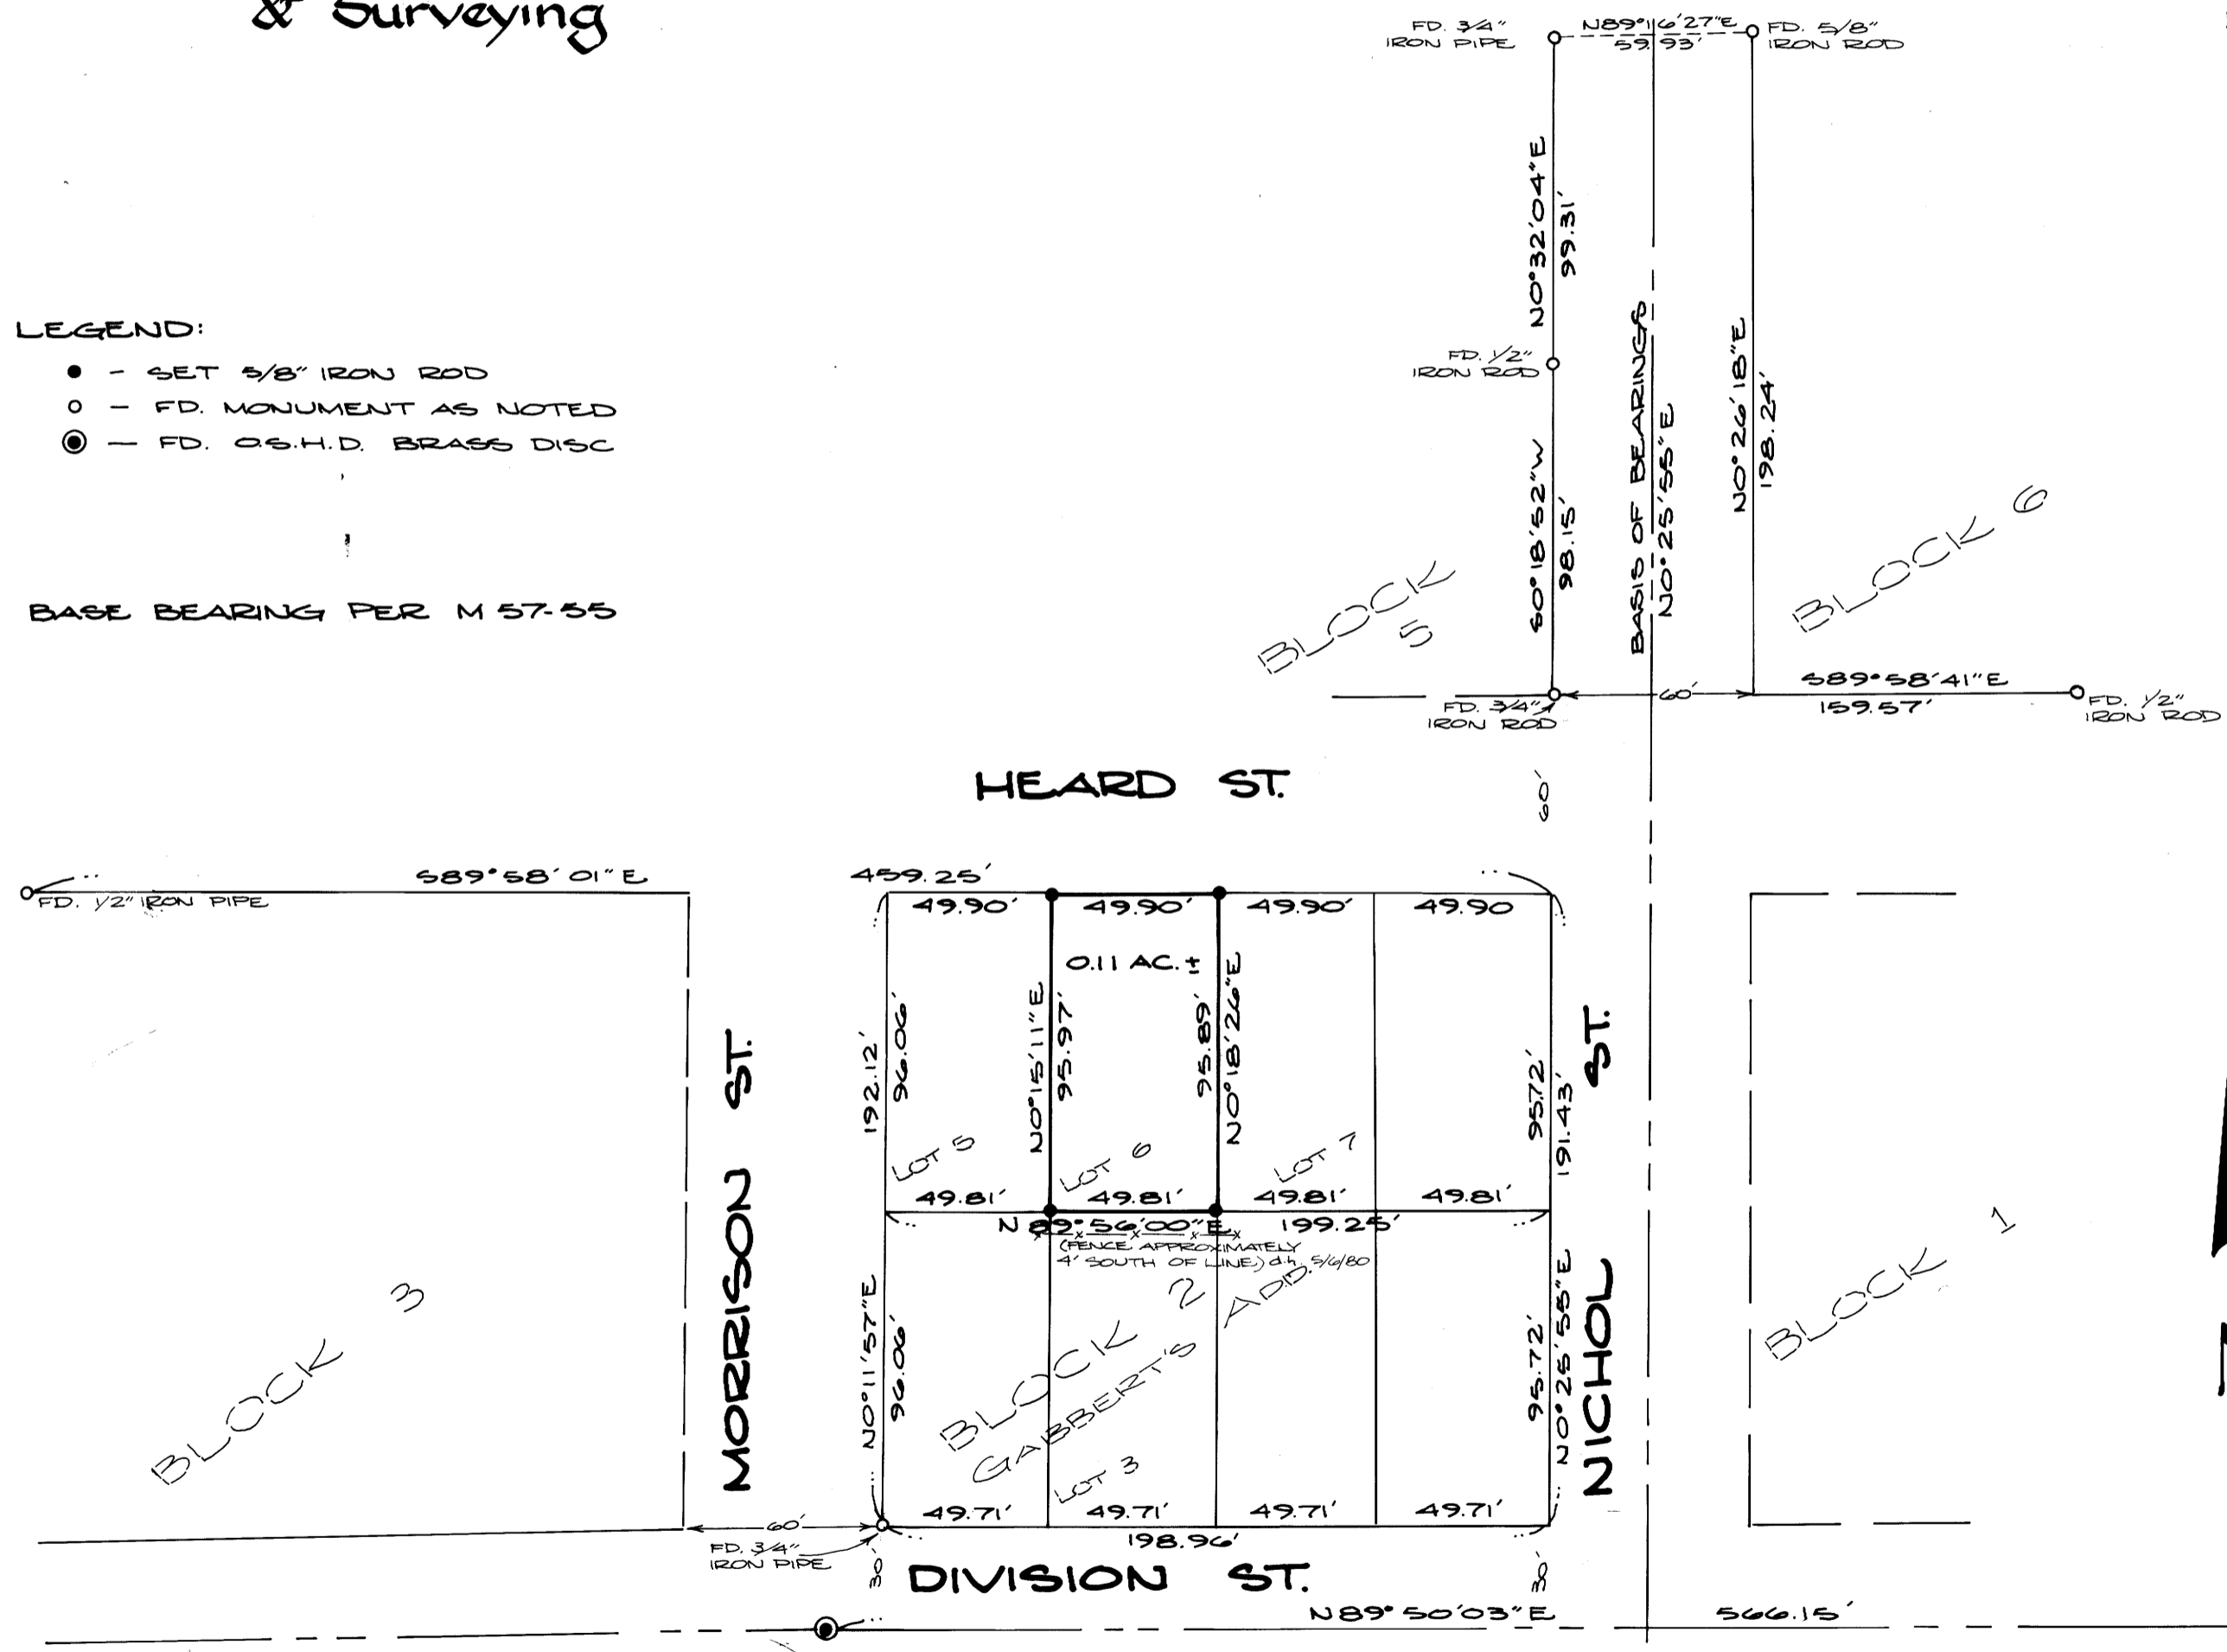 & Surveying
FD. 3/4"
IRON PIPE
N89°16'27"E
59.93'
FD. 5/8"
IRON ROD
N0°32'04"E
99.31'
LEGEND:
● - SET 5/8" IRON ROD
○ - FD. MONUMENT AS NOTED
◉ - FD. O.S.H.D. BRASS DISC
FD. 1/2"
IRON ROD
BASIS OF BEARINGS
N0°25'55"E
N0°26'18"E
198.24'
S0°18'52"W
98.15'
BASE BEARING PER M 57-55
BLOCK
5
BLOCK 6
60'
S89°58'41"E
159.57'
FD. 3/4"
IRON ROD
FD. 1/2"
IRON ROD
HEARD ST.
60'
S89°58'01"E
459.25'
FD. 1/2" IRON PIPE
49.90'
49.90'
49.90'
49.90
0.11 AC. ±
192.12'
96.06'
N0°15'11"E
95.97'
95.89'
N0°18'26"E
95.72'
191.43'
LOT 5
LOT 6
LOT 7
49.81'
49.81'
49.81'
49.81'
N 89°56'00"E
199.25'
(FENCE APPROXIMATELY
4' SOUTH OF LINE) d.h. 5/6/80
MORRISON ST.
NICHOL ST.
BLOCK 3
BLOCK 1
N0°11'57"E
96.06'
BLOCK 2
GABBERT'S ADD.
LOT 3
95.72'
N0°25'55"E
49.71'
49.71'
49.71'
49.71'
60'
198.96'
FD. 3/4"
IRON PIPE
30'
30'
DIVISION ST.
N89°50'03"E
566.15'